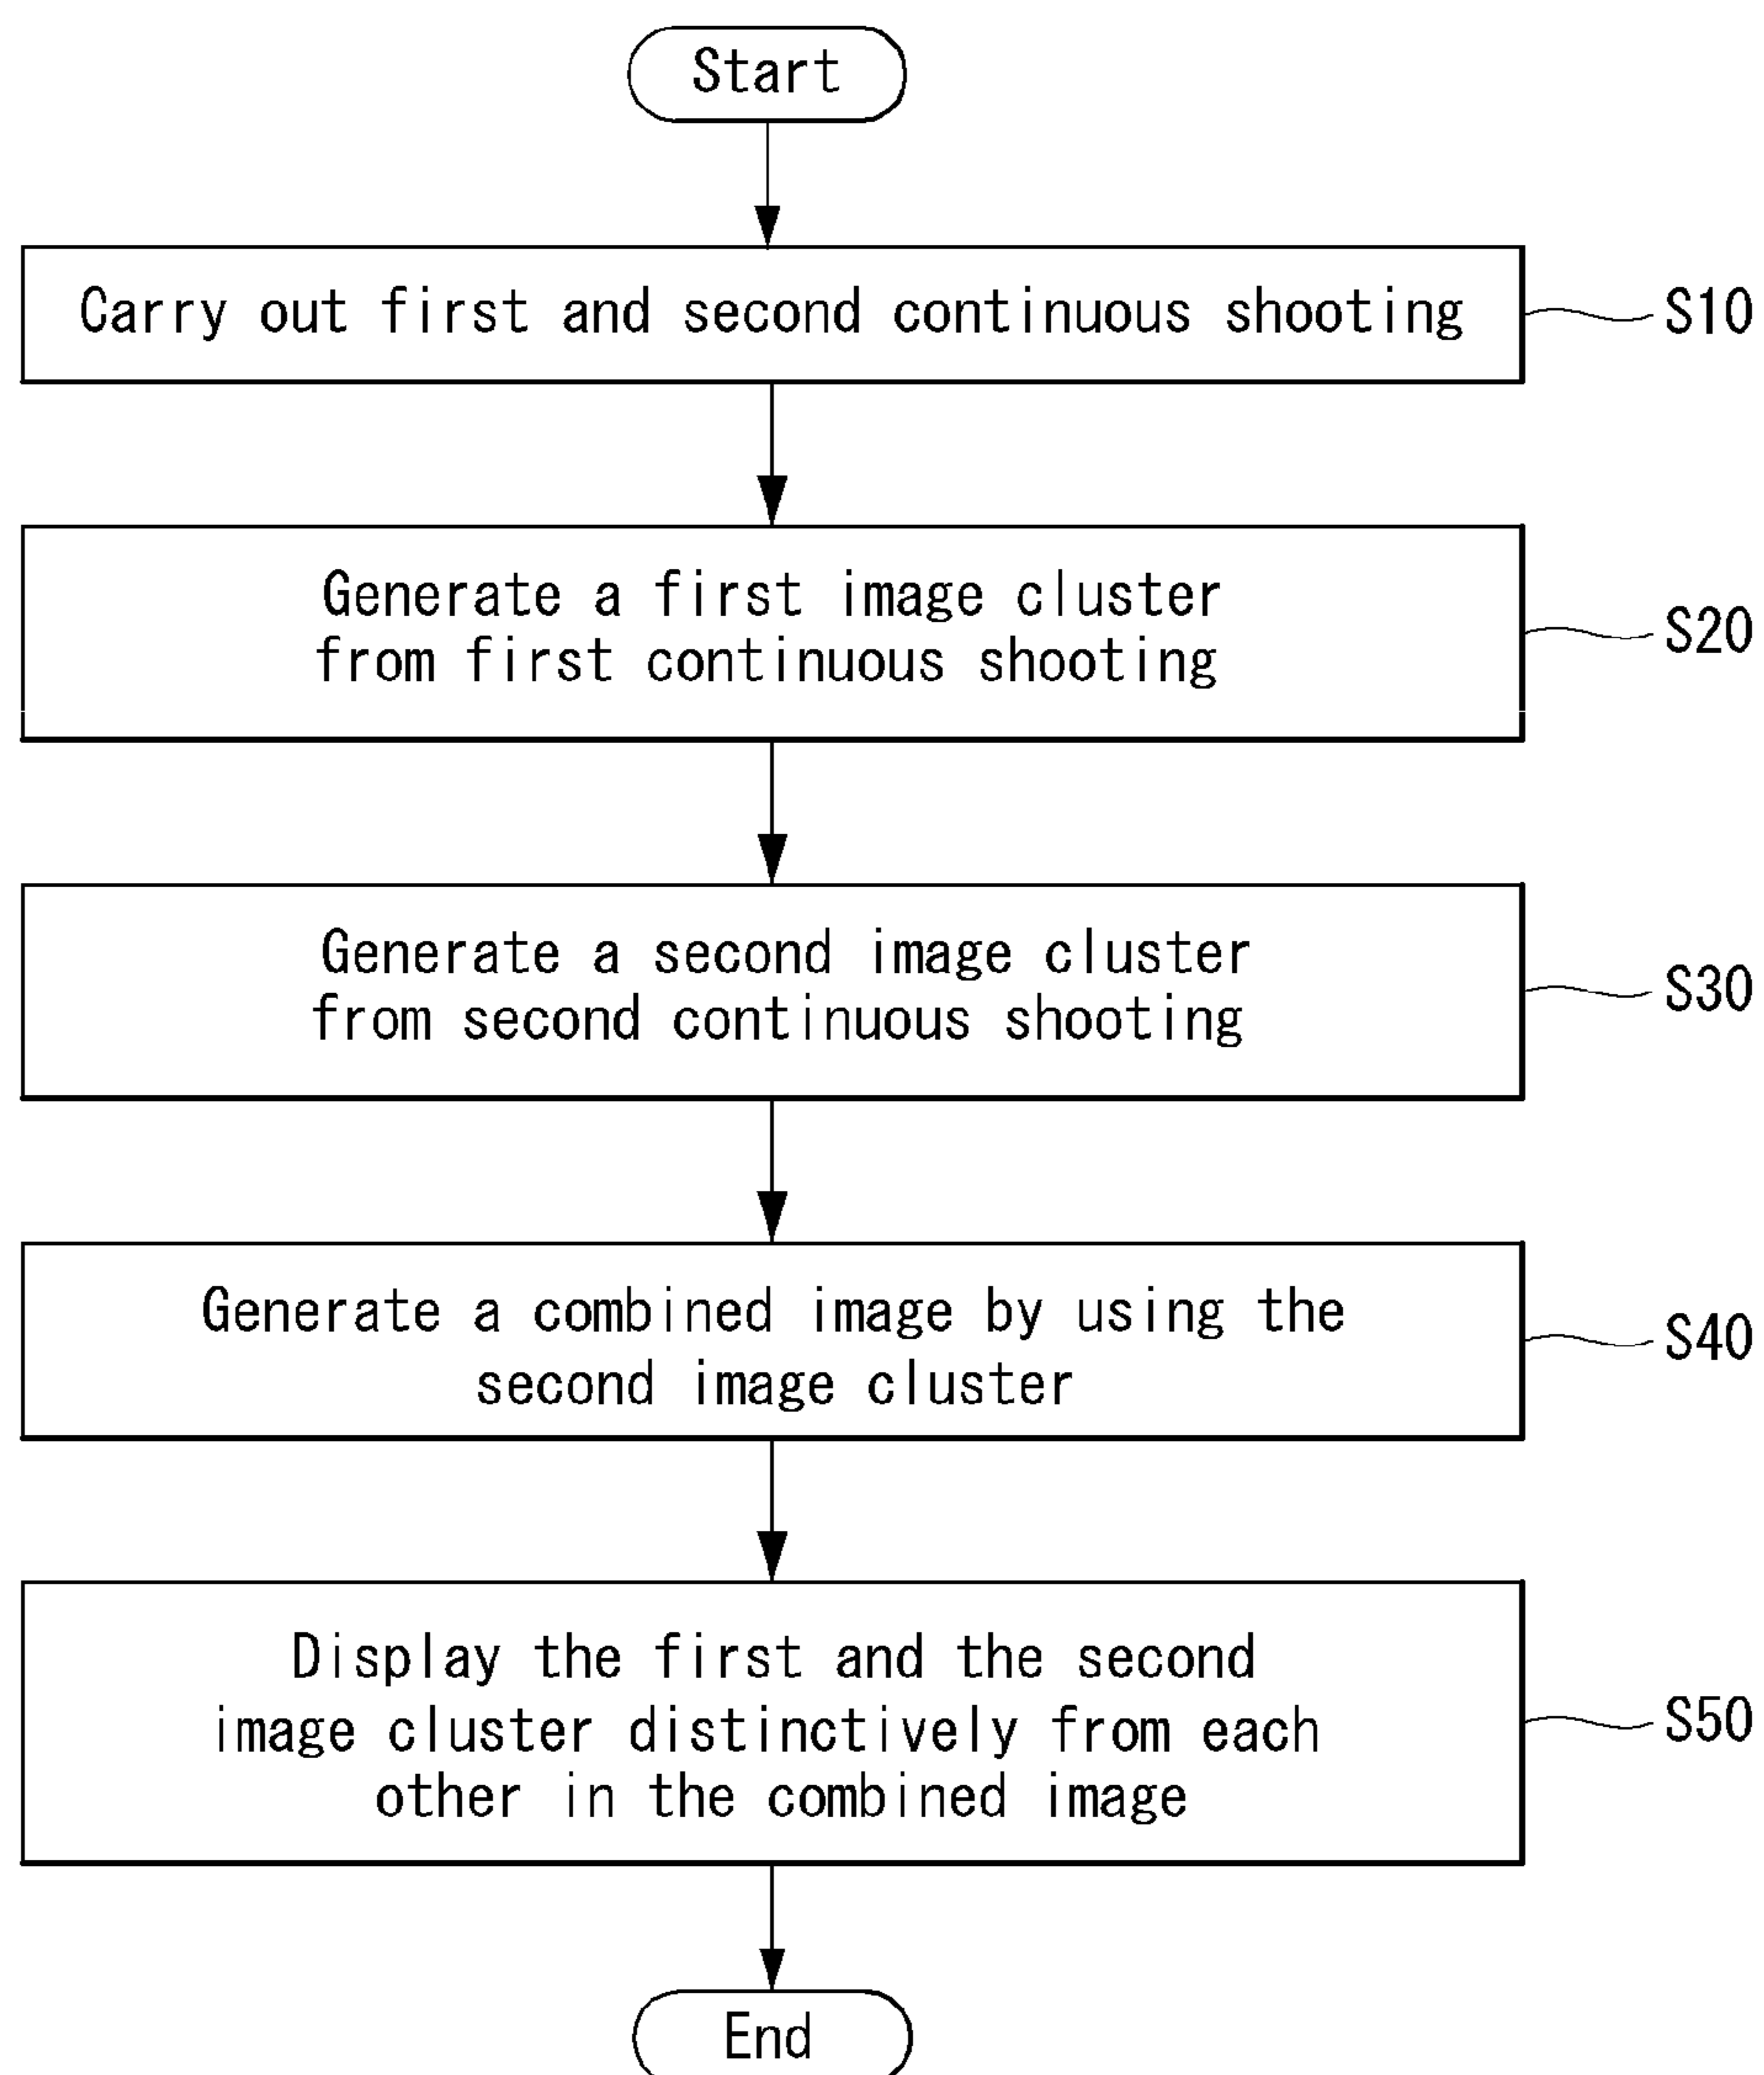 Start
Carry out first and second continuous shooting
S10
Generate a first image cluster
from first continuous shooting
S20
Generate a second image cluster
from second continuous shooting
S30
Generate a combined image by using the
second image cluster
S40
Display the first and the second
image cluster distinctively from each
other in the combined image
S50
End